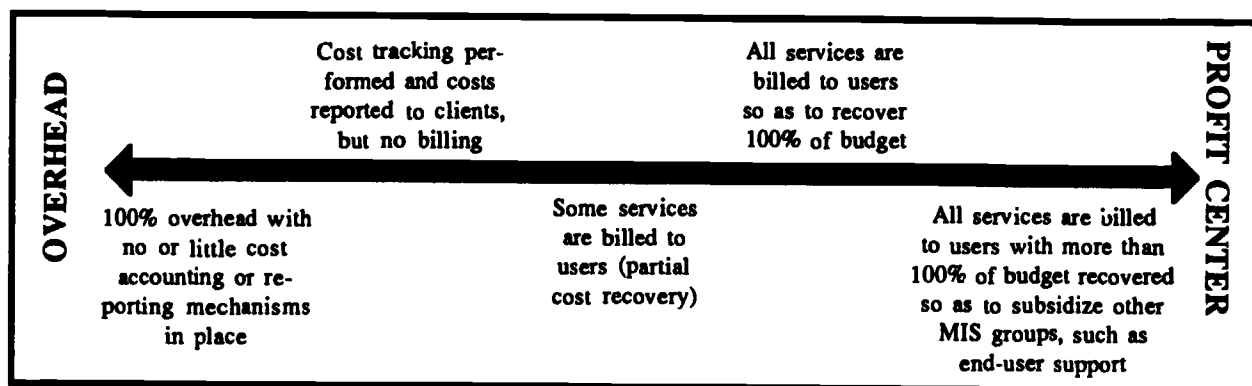 OVERHEAD
Cost tracking per-
formed and costs
reported to clients,
but no billing
All services are
billed to users
so as to recover
100% of budget
PROFIT CENTER
100% overhead with
no or little cost
accounting or re-
porting mechanisms
in place
Some services
are billed to
users (partial
cost recovery)
All services are billed
to users with more than
100% of budget recovered
so as to subsidize other
MIS groups, such as
end-user support